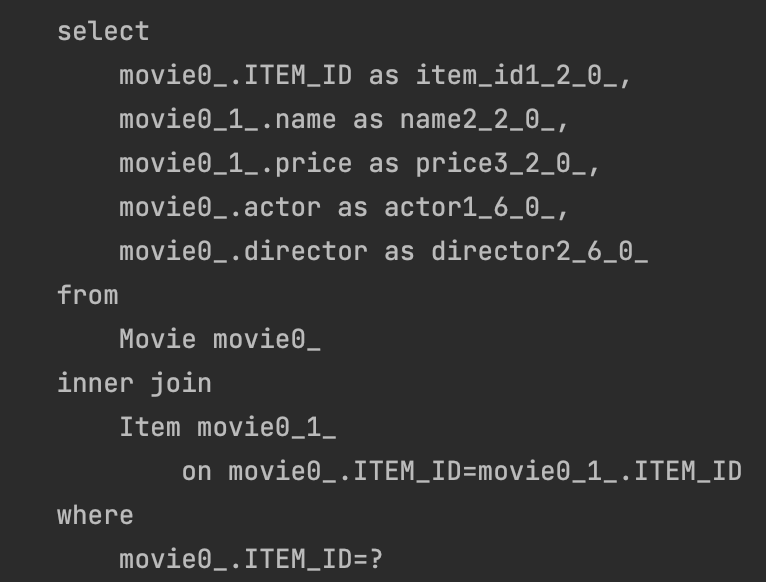 select
movie0_.ITEM_ID as item_id1_2_0_,
movie0_1_.name as name2_2_0_,
movie0_1_.price as price3_2_0_,
movie0_.actor as actor1_6_0_,
movie0_.director as director2_6_0_
from
Movie movie0_
inner join
Item movie0_1_
on movie0_.ITEM_ID=movie0_1_.ITEM_ID
where
movie0_.ITEM_ID=?